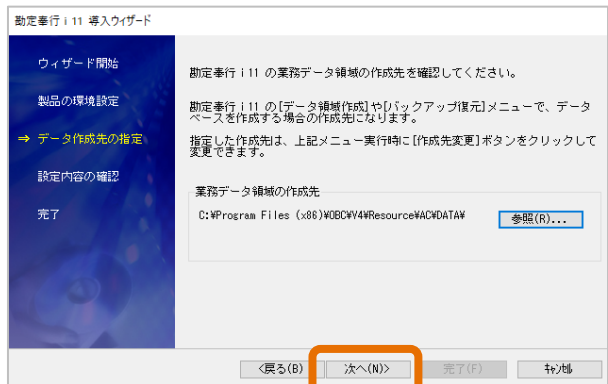 勘定奉行 i 11 導入ウィザード
ウィザード開始
製品の環境設定
⇒ データ作成先の指定
設定内容の確認
完了
勘定奉行 i 11 の業務データ領域の作成先を確認してください。
勘定奉行 i 11 の[データ領域作成]や[バックアップ復元]メニューで、データ
ベースを作成する場合の作成先になります。
指定した作成先は、上記メニュー実行時に[作成先変更]ボタンをクリックして
変更できます。
業務データ領域の作成先
C:¥Program Files (x86)¥OBC¥V4¥Resource¥AC¥DATA¥
参照(R)...
<戻る(B)
次へ(N)>
完了(F)
ｷｬﾝｾﾙ